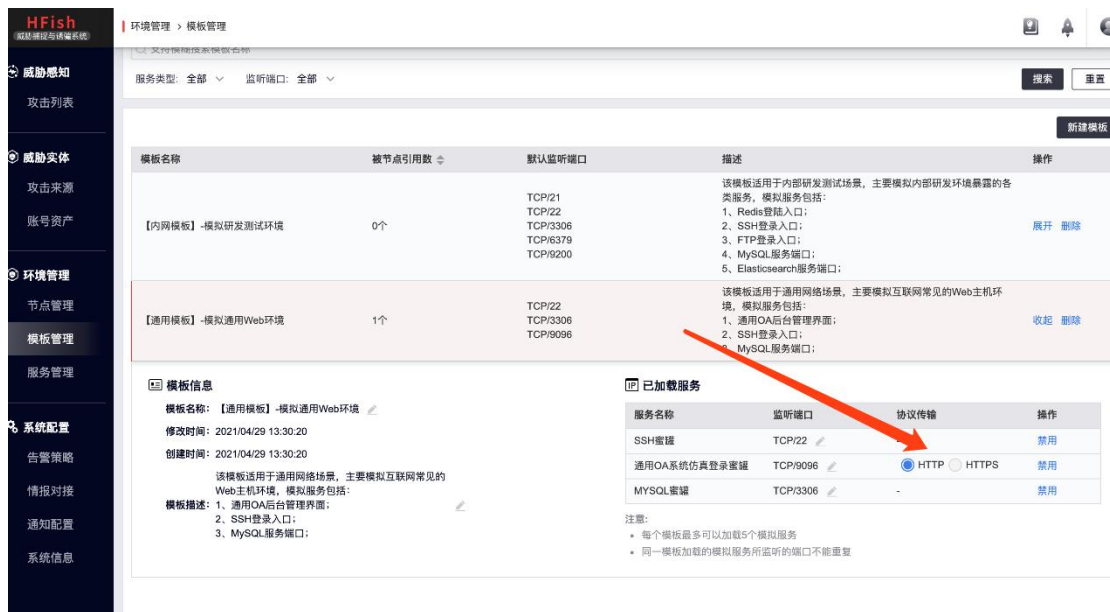 HFish
威胁捕捉与诱骗系统
环境管理 > 模板管理
威胁感知
攻击列表
威胁实体
攻击来源
账号资产
环境管理
节点管理
模板管理
服务管理
系统配置
告警策略
情报对接
通知配置
系统信息
支持模糊搜索模板名称
服务类型: 全部 监听端口: 全部 搜索 重置
新建模板
模板名称 被节点引用数 默认监听端口 描述 操作
【内网模板】-模拟研发测试环境 0个
TCP/21
TCP/22
TCP/3306
TCP/6379
TCP/9200
该模板适用于内部研发测试场景，主要模拟内部研发环境暴露的各
类服务，模拟服务包括:
1、Redis登陆入口;
2、SSH登录入口;
3、FTP登录入口;
4、MySQL服务端口;
5、Elasticsearch服务端口;
展开 删除
【通用模板】-模拟通用Web环境 1个
TCP/22
TCP/3306
TCP/9096
该模板适用于通用网络场景，主要模拟互联网常见的Web主机环
境，模拟服务包括:
1、通用OA后台管理界面;
2、SSH登录入口;
MySQL服务端口;
收起 删除
模板信息
模板名称: 【通用模板】-模拟通用Web环境
修改时间: 2021/04/29 13:30:20
创建时间: 2021/04/29 13:30:20
模板描述:
该模板适用于通用网络场景，主要模拟互联网常见的
Web主机环境，模拟服务包括:
1、通用OA后台管理界面;
2、SSH登录入口;
3、MySQL服务端口;
IP 已加载服务
服务名称 监听端口 协议传输 操作
SSH蜜罐 TCP/22 - 禁用
通用OA系统仿真登录蜜罐 TCP/9096 HTTP HTTPS 禁用
MYSQL蜜罐 TCP/3306 - 禁用
注意:
• 每个模板最多可以加载5个模拟服务
• 同一模板加载的模拟服务所监听的端口不能重复